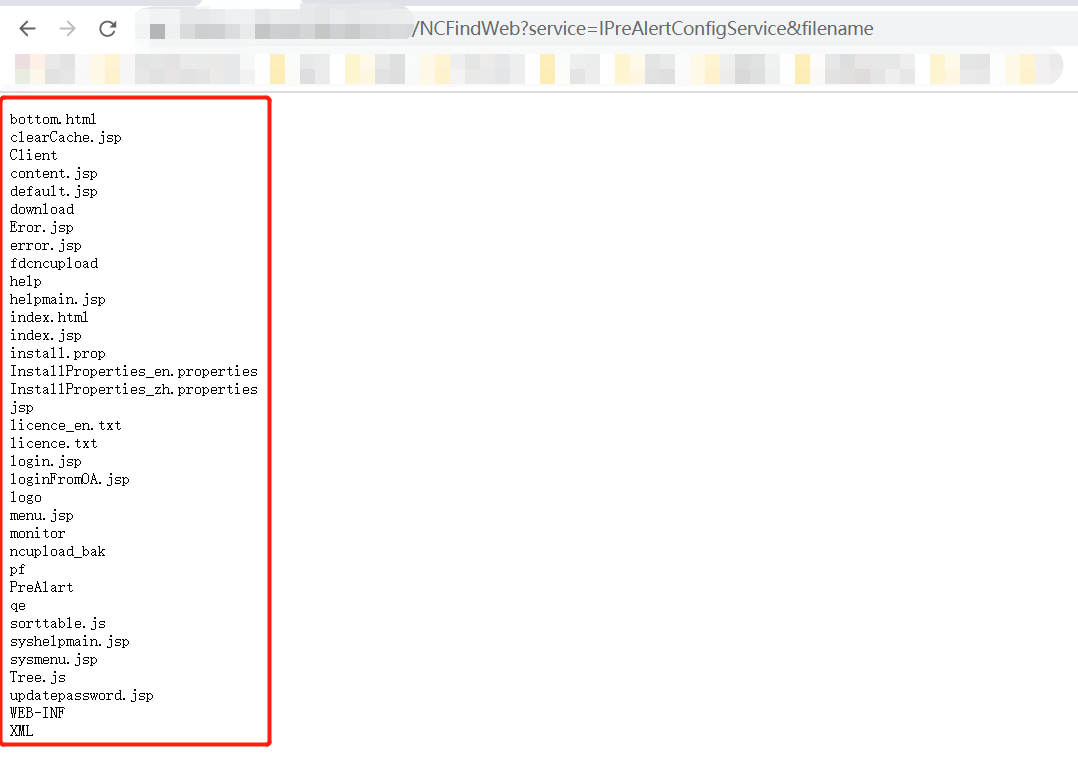 /NCFindWeb?service=IPreAlertConfigService&filename
bottom.html
clearCache.jsp
Client
content.jsp
default.jsp
download
Eror.jsp
error.jsp
fdcncupload
help
helpmain.jsp
index.html
index.jsp
install.prop
InstallProperties_en.properties
InstallProperties_zh.properties
jsp
licence_en.txt
licence.txt
login.jsp
loginFromOA.jsp
logo
menu.jsp
monitor
ncupload_bak
pf
PreAlart
qe
sorttable.js
syshelpmain.jsp
sysmenu.jsp
Tree.js
updatepassword.jsp
WEB-INF
XML